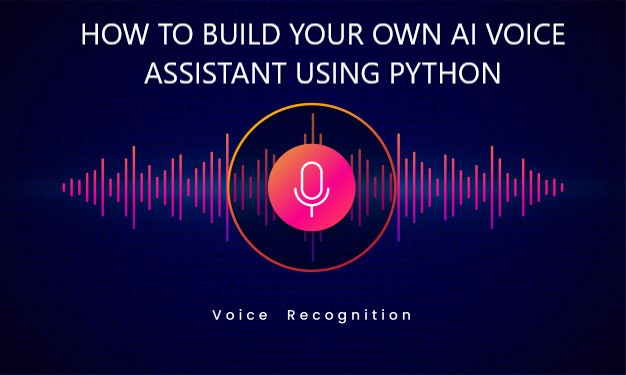 HOW TO BUILD YOUR OWN AI VOICE
ASSISTANT USING PYTHON
Voice Recognition